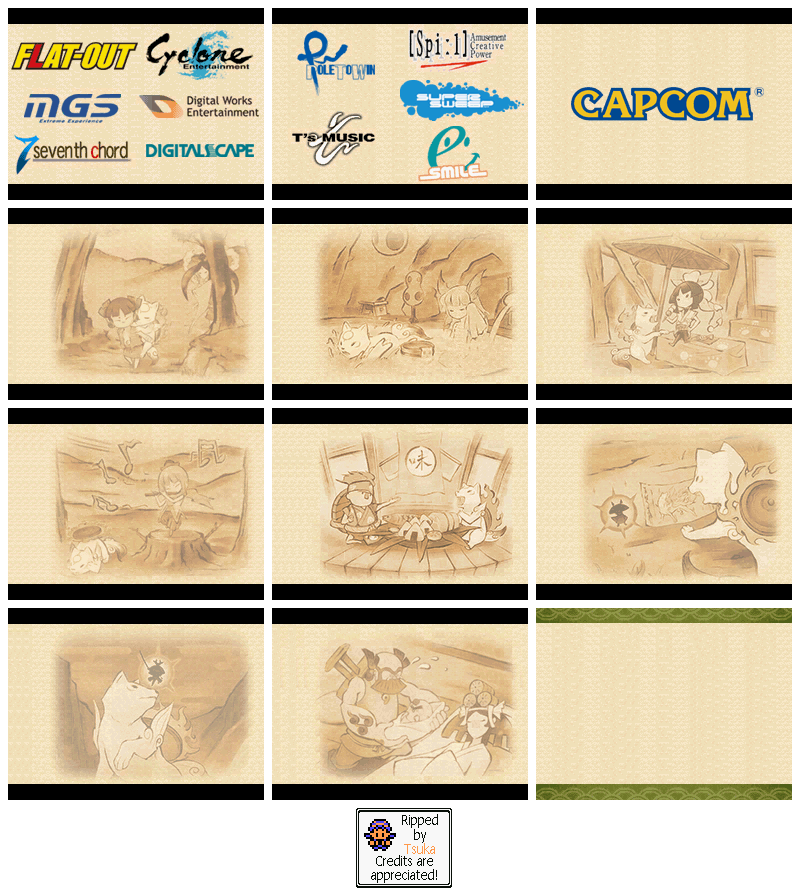 FLAT-OUT
Cyclone
Entertainment
MGS
Extreme Experience
Digital Works
Entertainment
7 seventh chord
DIGITALSCAPE
POLETOWIN
[Spi:l]
Amusement
Creative
Power
SUPER
SWEEP
T's MUSIC
e.
SMILE
CAPCOM®
味
Ripped
by
Tsuka
Credits are
appreciated!